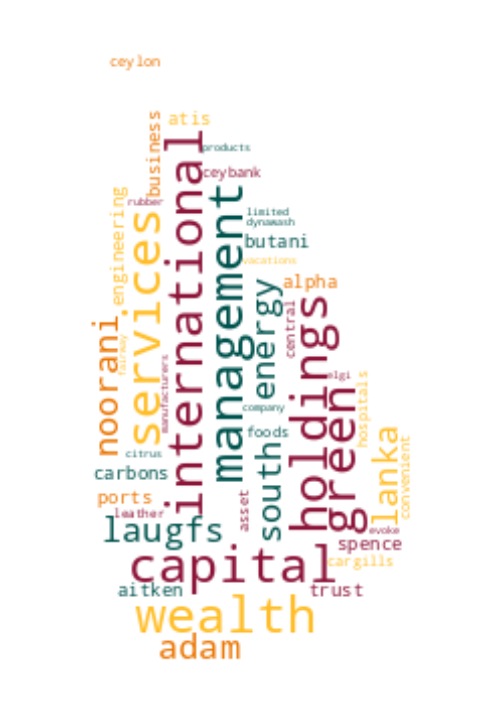 ceylon
business
atis
products
international
ceybank
rubber
engineering
services
management
limited
dynawash
butani
vacations
alpha
energy
central
holdings
noorani
fairway
manufacturers
elgi
green
hospitals
company
foods
south
lanka
convenient
citrus
carbons
ports
asset
leather
laugfs
evoke
spence
capital
cargills
aitken
trust
wealth
adam